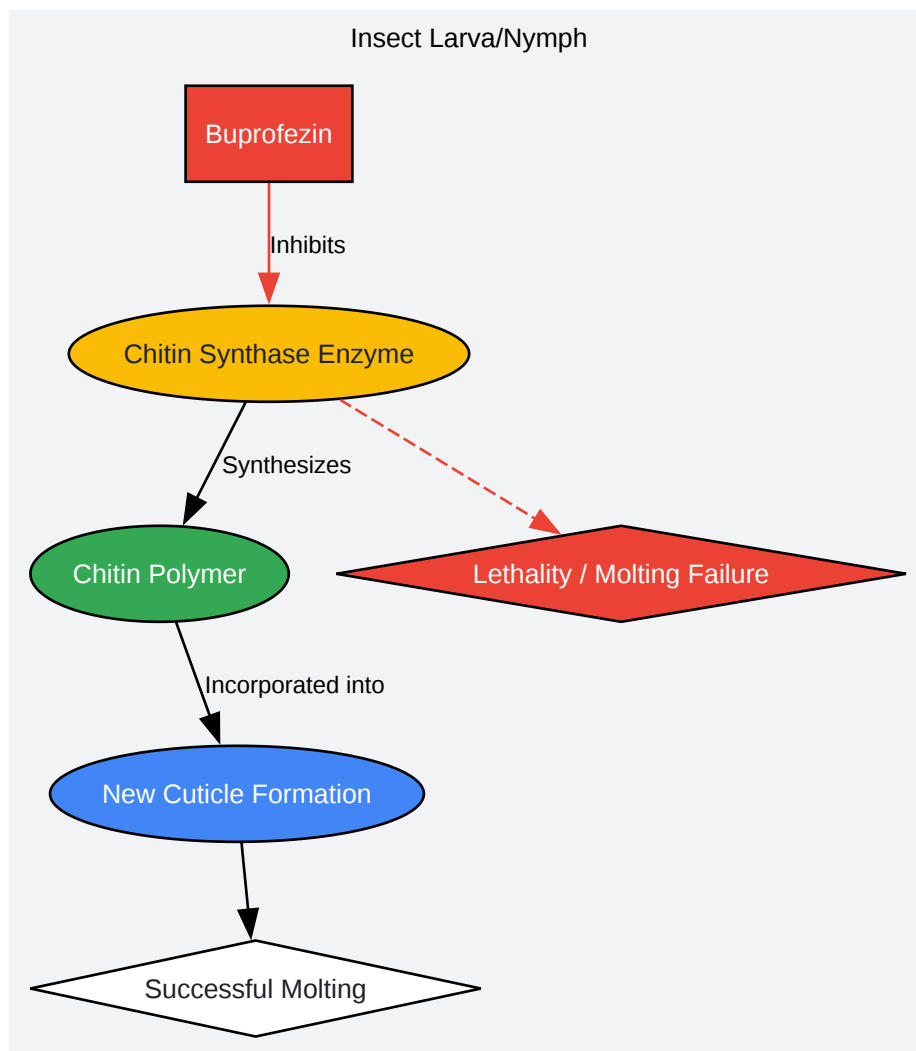 Insect Larva/Nymph
Buprofezin
Inhibits
Chitin Synthase Enzyme
Synthesizes
Chitin Polymer
Lethality / Molting Failure
Incorporated into
New Cuticle Formation
Successful Molting